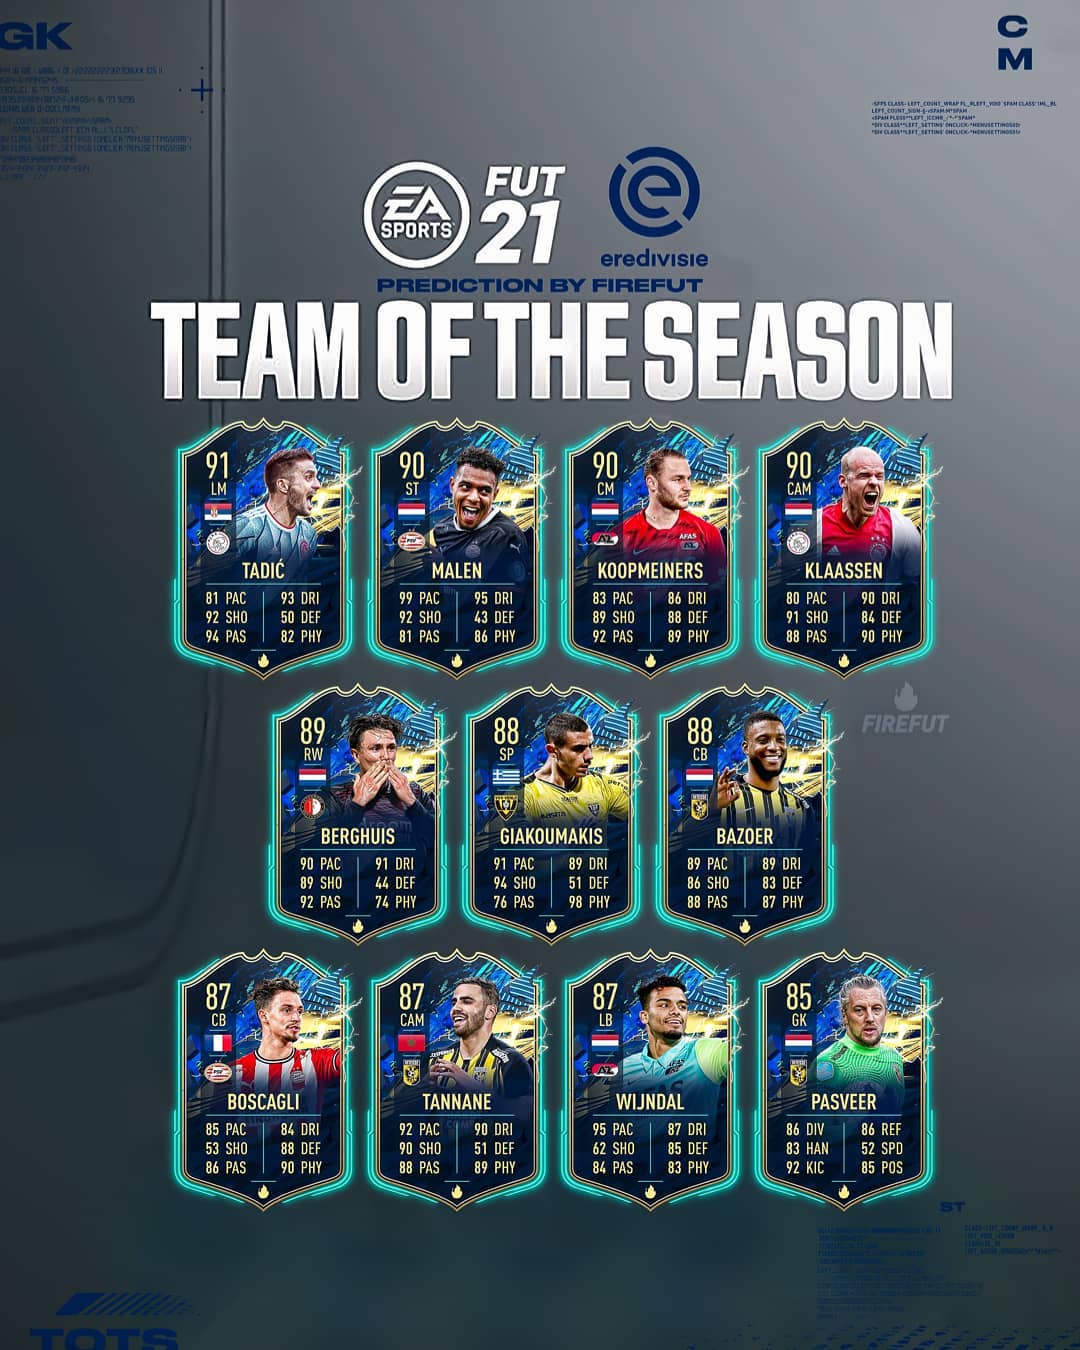 GK
C
M
EA
SPORTS
FUT
21
eredivisie
PREDICTION BY FIREFUT
TEAM OF THE SEASON
91
LM
TADIĆ
81 PAC 93 DRI
92 SHO 50 DEF
94 PAS 82 PHY
90
ST
PSV
MALEN
99 PAC 95 DRI
92 SHO 43 DEF
81 PAS 86 PHY
90
CM
AZ
AFAS
AZ
KOOPMEINERS
83 PAC 86 DRI
89 SHO 88 DEF
92 PAS 89 PHY
90
CAM
KLAASSEN
80 PAC 90 DRI
91 SHO 84 DEF
88 PAS 90 PHY
FIREFUT
89
RW
BERGHUIS
90 PAC 91 DRI
89 SHO 44 DEF
92 PAS 74 PHY
88
SP
GIAKOUMAKIS
91 PAC 89 DRI
94 SHO 51 DEF
76 PAS 98 PHY
88
CB
BAZOER
89 PAC 89 DRI
86 SHO 83 DEF
88 PAS 87 PHY
87
CB
PSV
BOSCAGLI
85 PAC 84 DRI
53 SHO 88 DEF
86 PAS 90 PHY
87
CAM
TANNANE
92 PAC 90 DRI
90 SHO 51 DEF
88 PAS 89 PHY
87
LB
AZ
WIJNDAL
95 PAC 87 DRI
62 SHO 85 DEF
84 PAS 83 PHY
85
GK
PASVEER
86 DIV 86 REF
83 HAN 52 SPD
92 KIC 85 POS
ST
TOTS